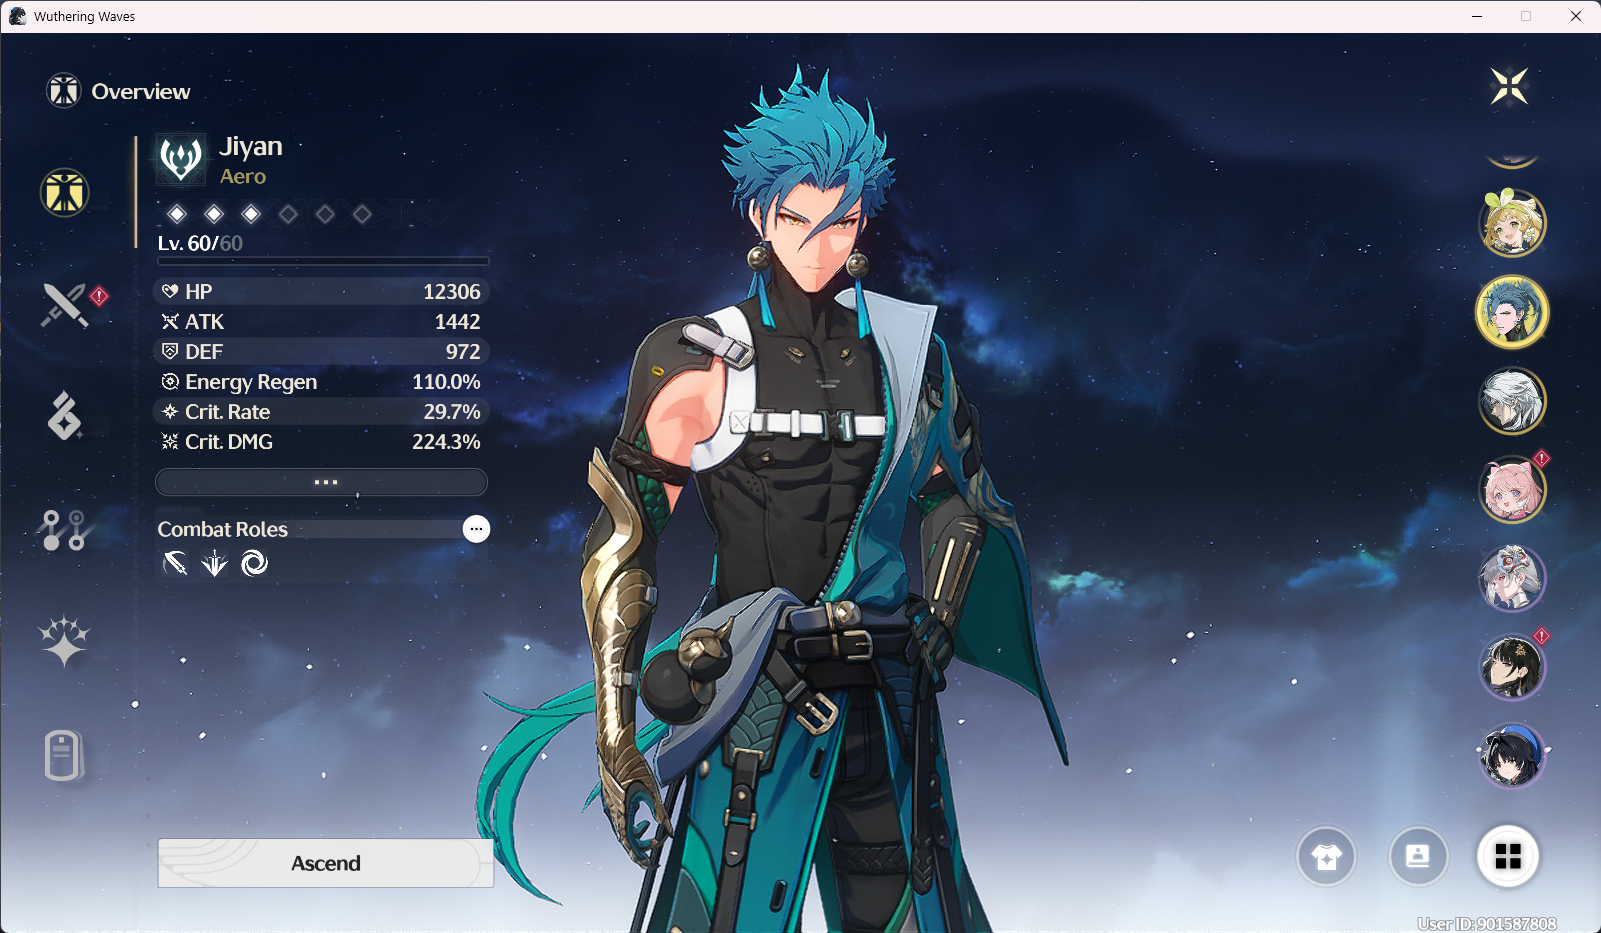 Wuthering Waves
Overview
Jiyan
Aero
Lv. 60/60
HP 12306
ATK 1442
DEF 972
Energy Regen 110.0%
Crit. Rate 29.7%
Crit. DMG 224.3%
Combat Roles
Ascend
User ID: 901587808